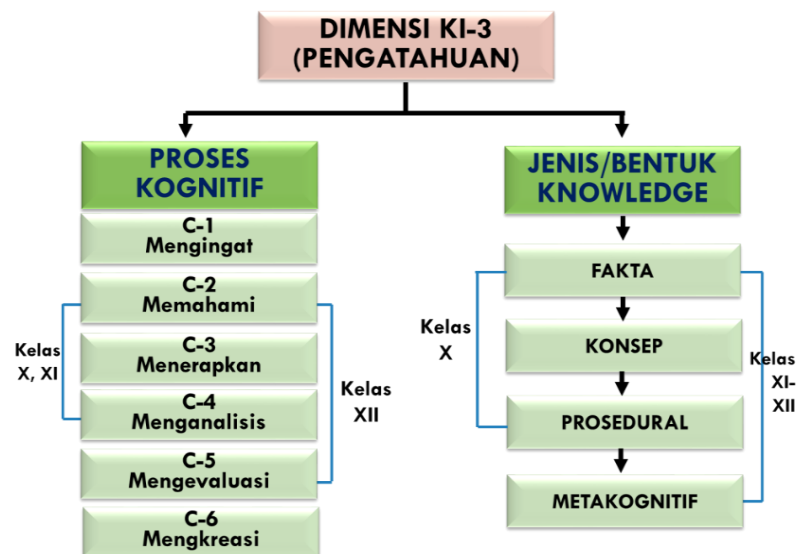 DIMENSI KI-3
(PENGATAHUAN)
PROSES
KOGNITIF
C-1
Mengingat
C-2
Memahami
C-3
Menerapkan
C-4
Menganalisis
C-5
Mengevaluasi
C-6
Mengkreasi
Kelas
X, XI
Kelas
XII
JENIS/BENTUK
KNOWLEDGE
FAKTA
KONSEP
PROSEDURAL
METAKOGNITIF
Kelas
X
Kelas
XI-
XII